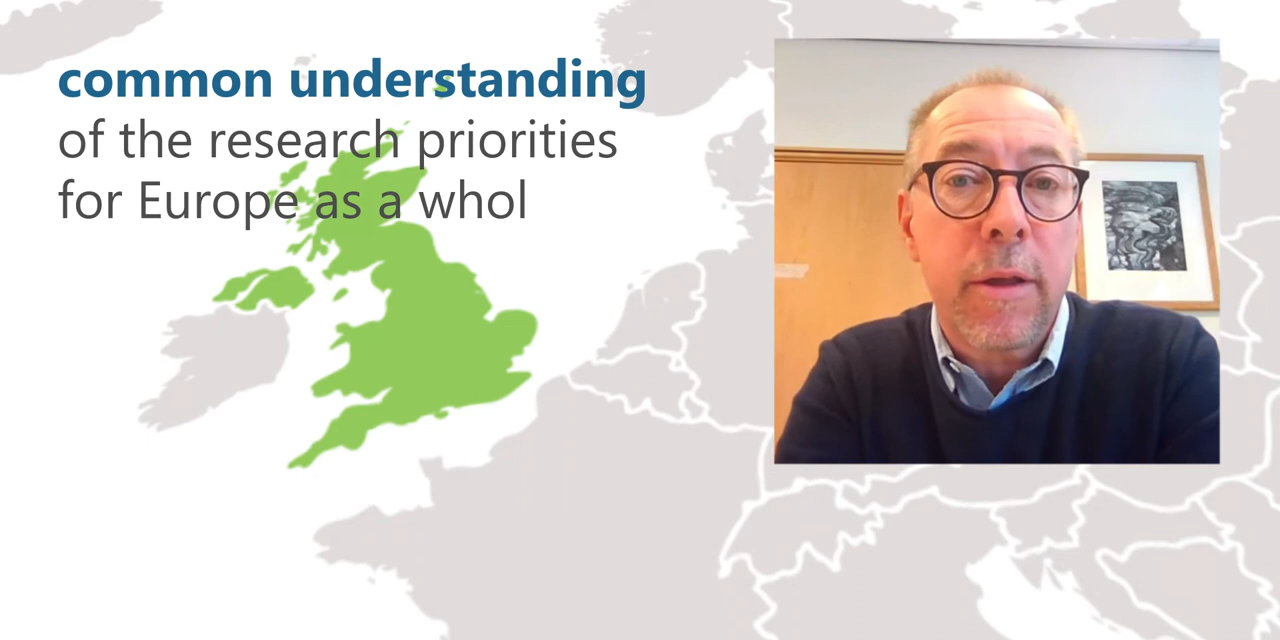 common understanding
of the research priorities
for Europe as a whol